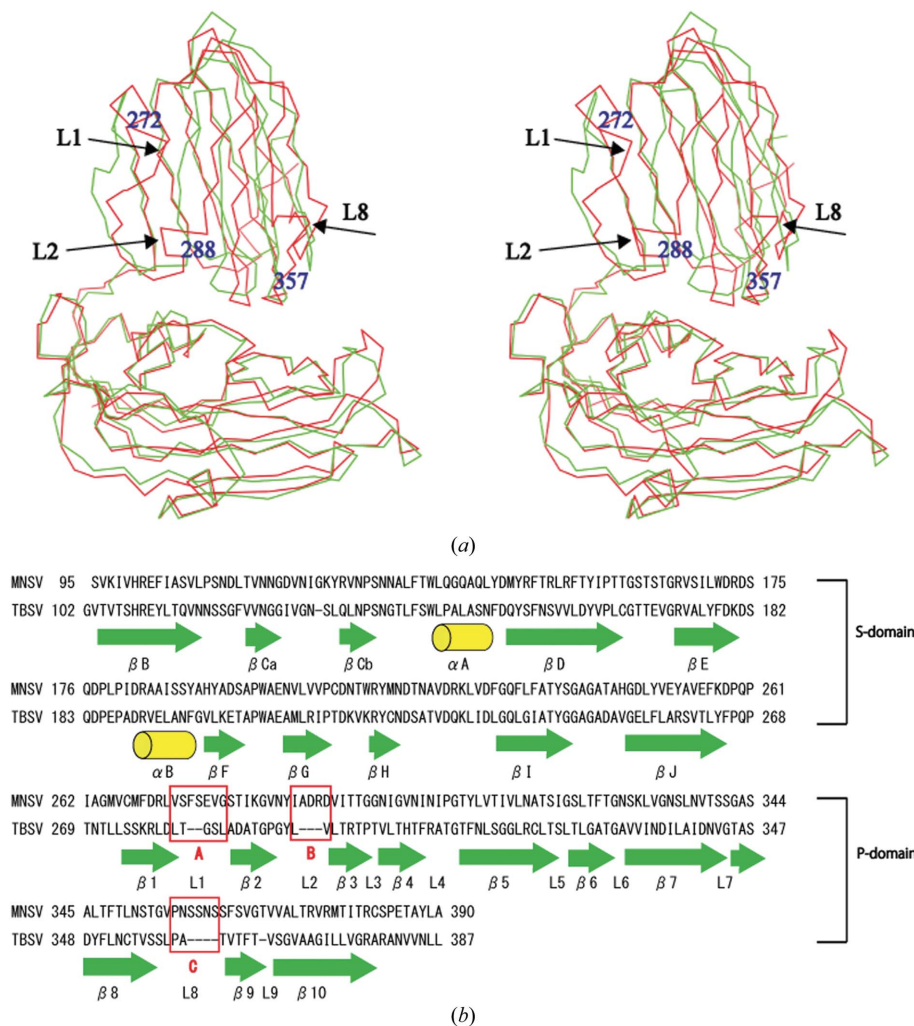 272
L1
L2
288
L8
357
272
L1
L2
288
L8
357
(a)
MNSV 95 SVKIVHREFIASVLPSNDLTVNNGDVNIGKYRVNPSNNALFTWLQGQAQLYDMYRFTRLRFTYIPTTGSTSTGRVSILWDRDS 175
TBSV 102 GVTVTSHREYLTQVNNSSGFVVNGGIVGN-SLQLNPSNGTLFSWLPALASNFDQYSFNSVVLDYVPLCGTTEVGRVALYFDKDS 182
βB βCa βCb αA βD βE
S-domain
MNSV 176 QDPLPIDRAAISSYAHYADSAPWAENVLVVPCDNTWRYMNDTNAVDRKLVDFGQFLFATYSGAGATAHGDLYVEYAVEFKDPQP 261
TBSV 183 QDPEPADRVELANFGVLKETAPWAEAMLRIPTDKVKRYCNDSATVDQKLIDLGQLGIATYGGAGADAVGELFLARSVTLYFPQP 268
αB βF βG βH βI βJ
MNSV 262 IAGMVCMFDRLVSFSEVGSTIKGVNYIADRDVITTGGNIGVNINIPGTYLVTIVLNATSIGSLTFTGNSKLVGNSLNVTSSGAS 344
TBSV 269 TNTLLSSKRLDLT--GSLADATGPGYL---VLTRTPTVLTHTFRATGTFNLSGGLRCLTSLTLGATGAVVINDILAIDNVGTAS 347
A B
β1 L1 β2 L2 β3 L3 β4 L4 β5 L5 β6 L6 β7 L7
P-domain
MNSV 345 ALTFTLNSTGVPNSSNSSFSVGTVVALTRVRMTITRCSPETAYLA 390
TBSV 348 DYFLNCTVSSLPA----TVTFT-VSGVAAGILLVGRARANVVNLL 387
C
β8 L8 β9 L9 β10
(b)